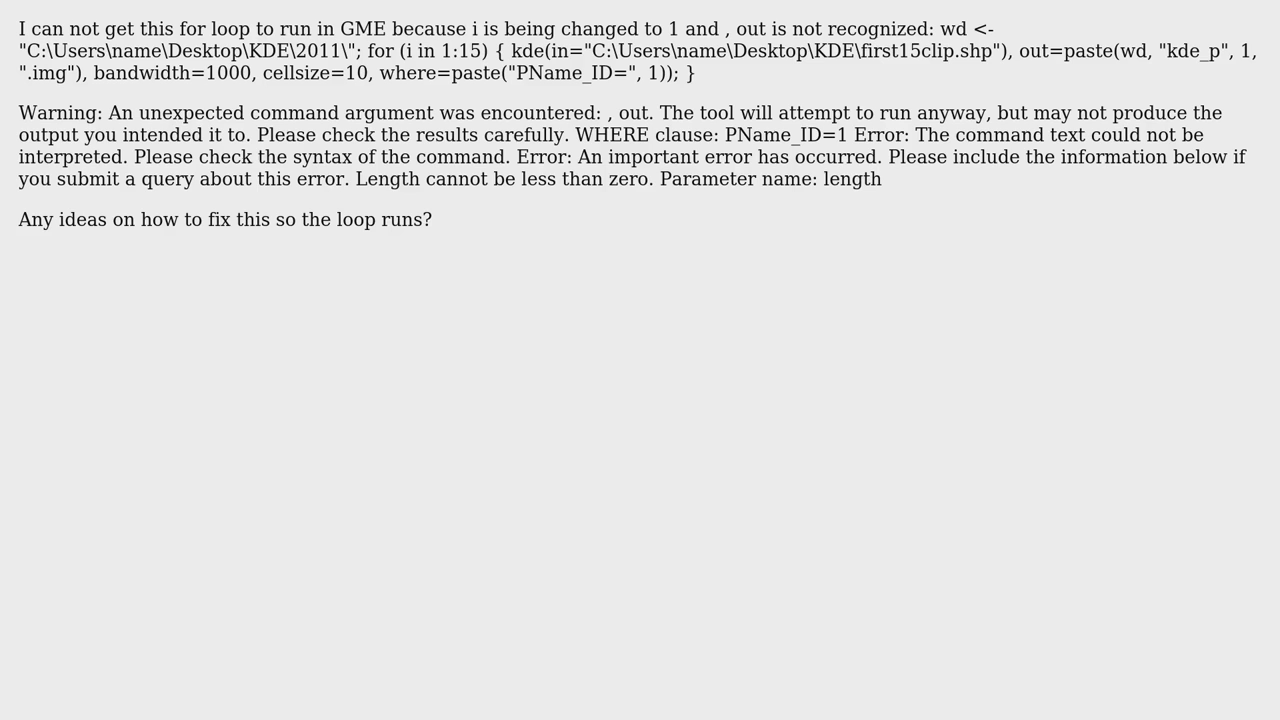 I can not get this for loop to run in GME because i is being changed to 1 and , out is not recognized: wd <-
"C:\Users\name\Desktop\KDE\2011\"; for (i in 1:15) { kde(in="C:\Users\name\Desktop\KDE\first15clip.shp"), out=paste(wd, "kde_p", 1,
".img"), bandwidth=1000, cellsize=10, where=paste("PName_ID=", 1)); }
Warning: An unexpected command argument was encountered: , out. The tool will attempt to run anyway, but may not produce the
output you intended it to. Please check the results carefully. WHERE clause: PName_ID=1 Error: The command text could not be
interpreted. Please check the syntax of the command. Error: An important error has occurred. Please include the information below if
you submit a query about this error. Length cannot be less than zero. Parameter name: length
Any ideas on how to fix this so the loop runs?